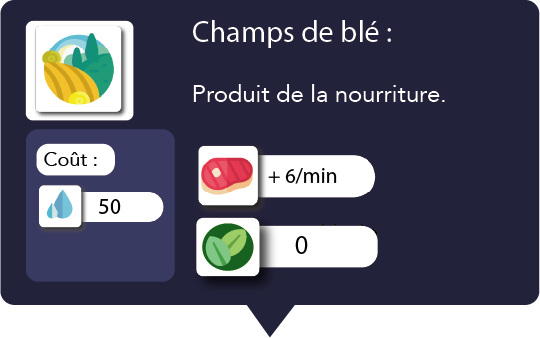 Champs de blé :
Produit de la nourriture.
Coût :
50
+ 6/min
0